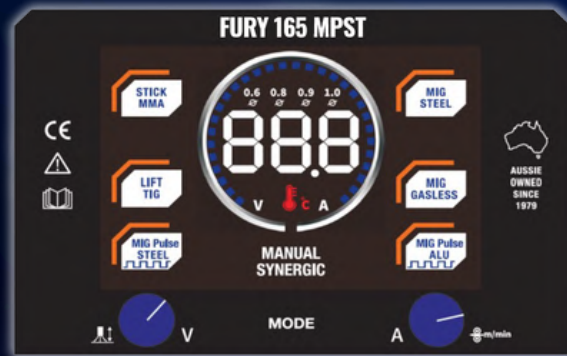 FURY 165 MPST
STICK
MMA
0.6 0.8 0.9 1.0
MIG
STEEL
CE
88.8
LIFT
TIG
V °C A
MIG
GASLESS
AUSSIE
OWNED
SINCE
1979
MIG Pulse
STEEL
MANUAL
SYNERGIC
MIG Pulse
ALU
V
MODE
A
m/min